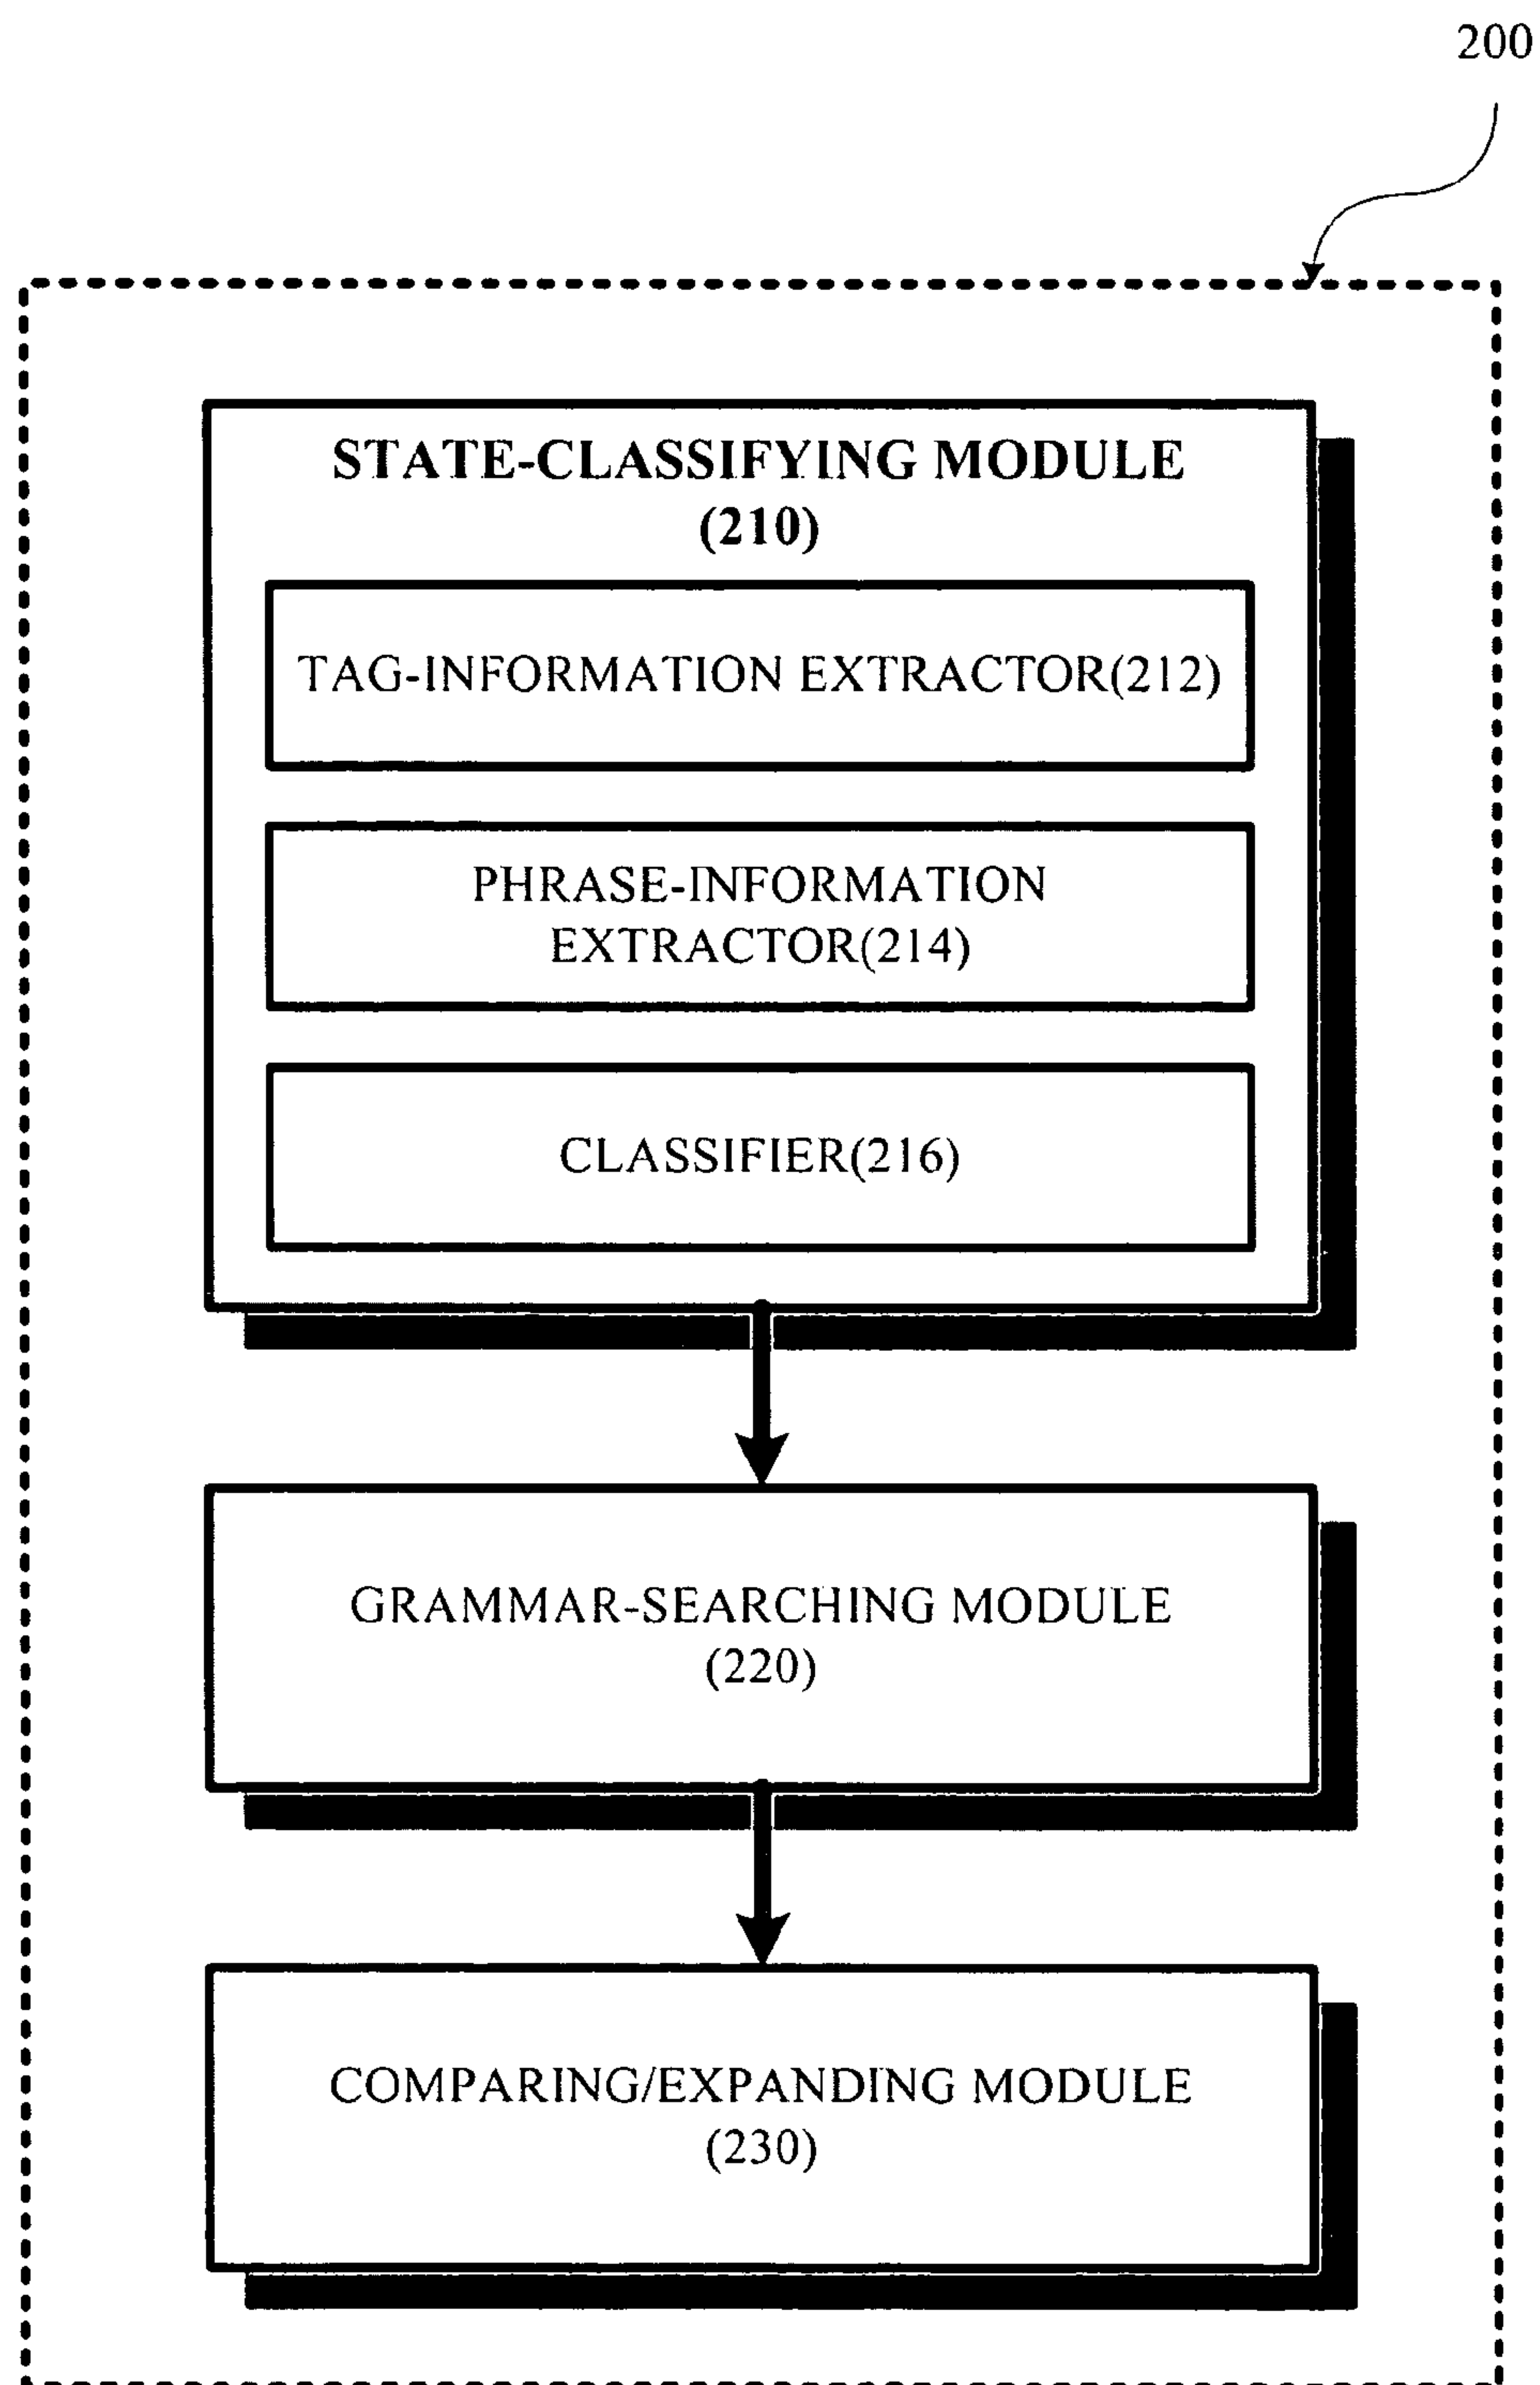 200
STATE-CLASSIFYING MODULE
(210)
TAG-INFORMATION EXTRACTOR(212)
PHRASE-INFORMATION
EXTRACTOR(214)
CLASSIFIER(216)
GRAMMAR-SEARCHING MODULE
(220)
COMPARING/EXPANDING MODULE
(230)